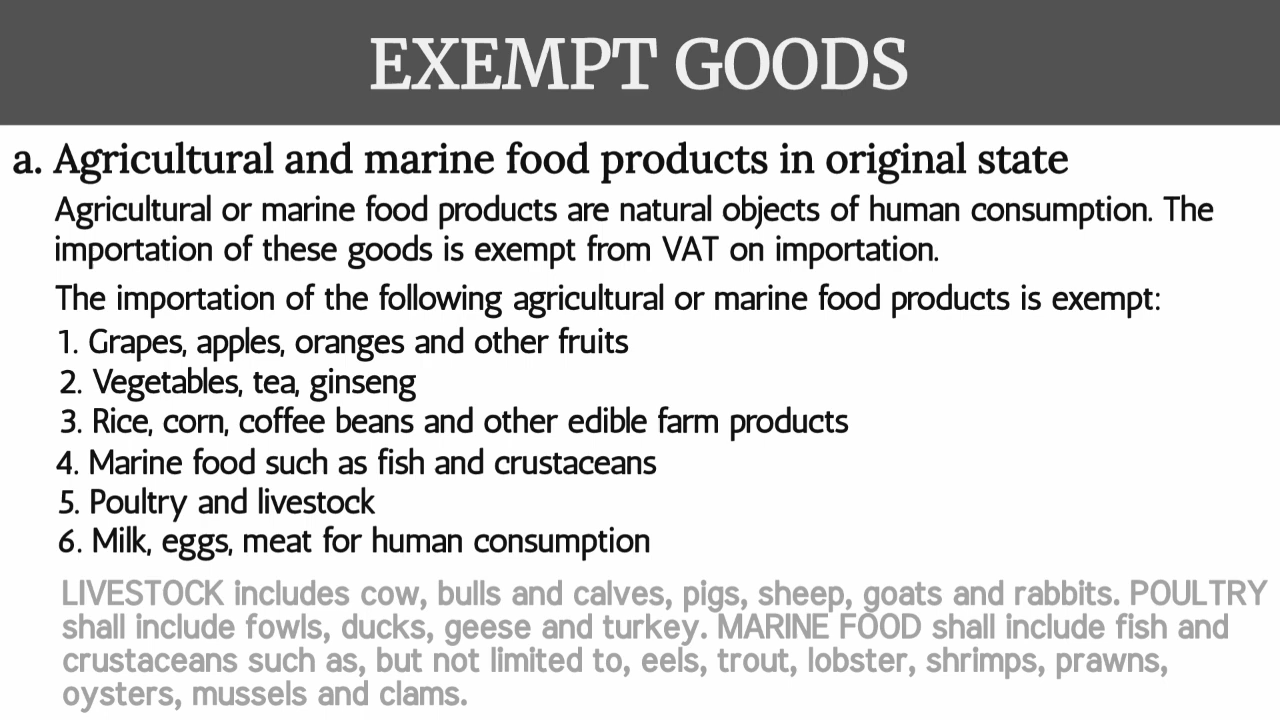 EXEMPT GOODS
a. Agricultural and marine food products in original state
Agricultural or marine food products are natural objects of human consumption. The
importation of these goods is exempt from VAT on importation.
The importation of the following agricultural or marine food products is exempt:
1. Grapes, apples, oranges and other fruits
2. Vegetables, tea, ginseng
3. Rice, corn, coffee beans and other edible farm products
4. Marine food such as fish and crustaceans
5. Poultry and livestock
6. Milk, eggs, meat for human consumption
LIVESTOCK includes cow, bulls and calves, pigs, sheep, goats and rabbits. POULTRY
shall include fowls, ducks, geese and turkey. MARINE FOOD shall include fish and
crustaceans such as, but not limited to, eels, trout, lobster, shrimps, prawns,
oysters, mussels and clams.